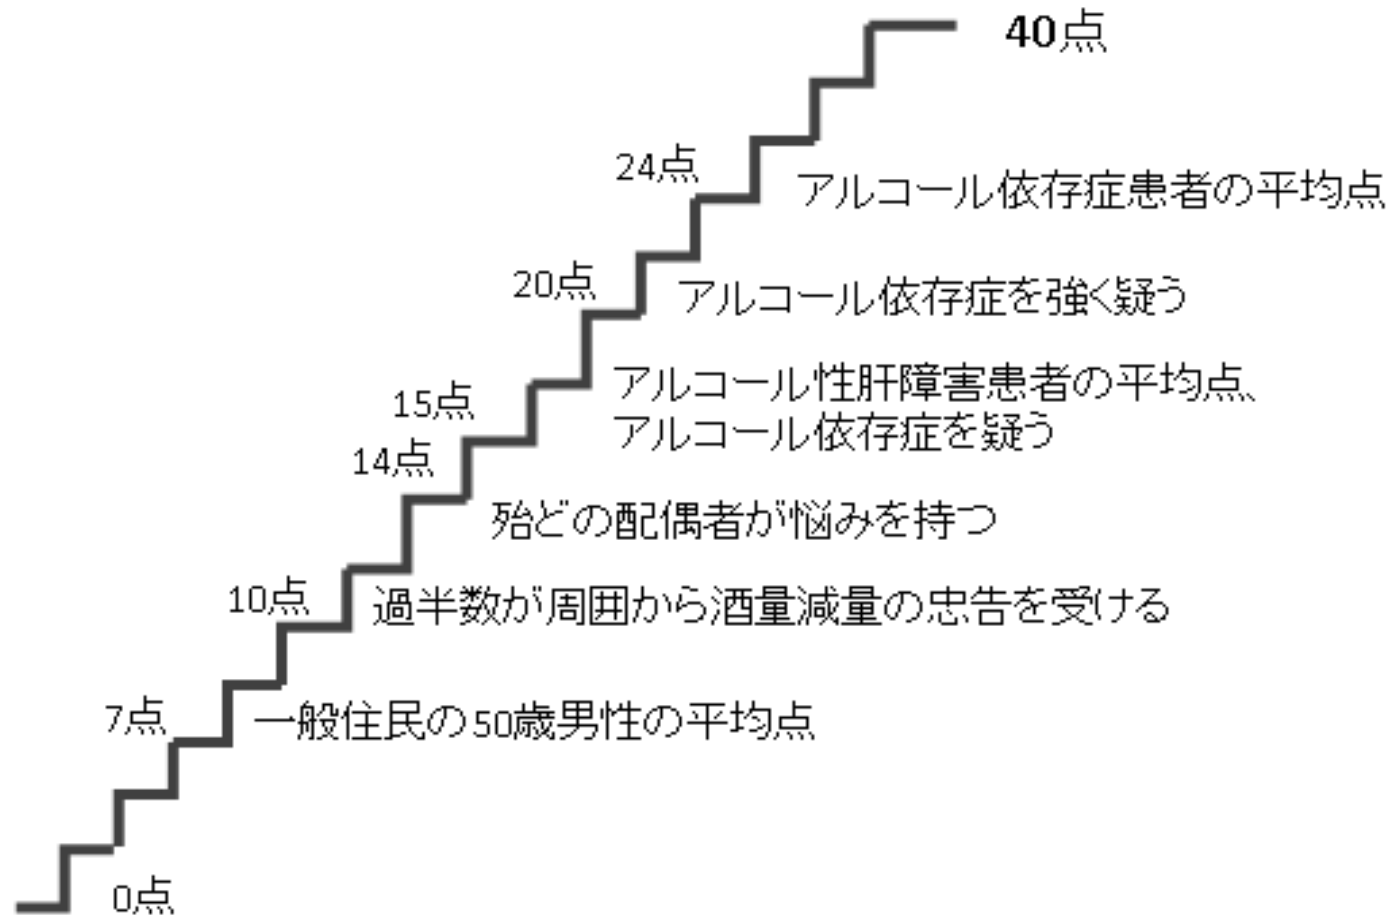 40点
24点
アルコール依存症患者の平均点
20点
アルコール依存症を強く疑う
アルコール性肝障害患者の平均点、
アルコール依存症を疑う
15点
14点
殆どの配偶者が悩みを持つ
10点
過半数が周囲から酒量減量の忠告を受ける
7点
一般住民の50歳男性の平均点
0点